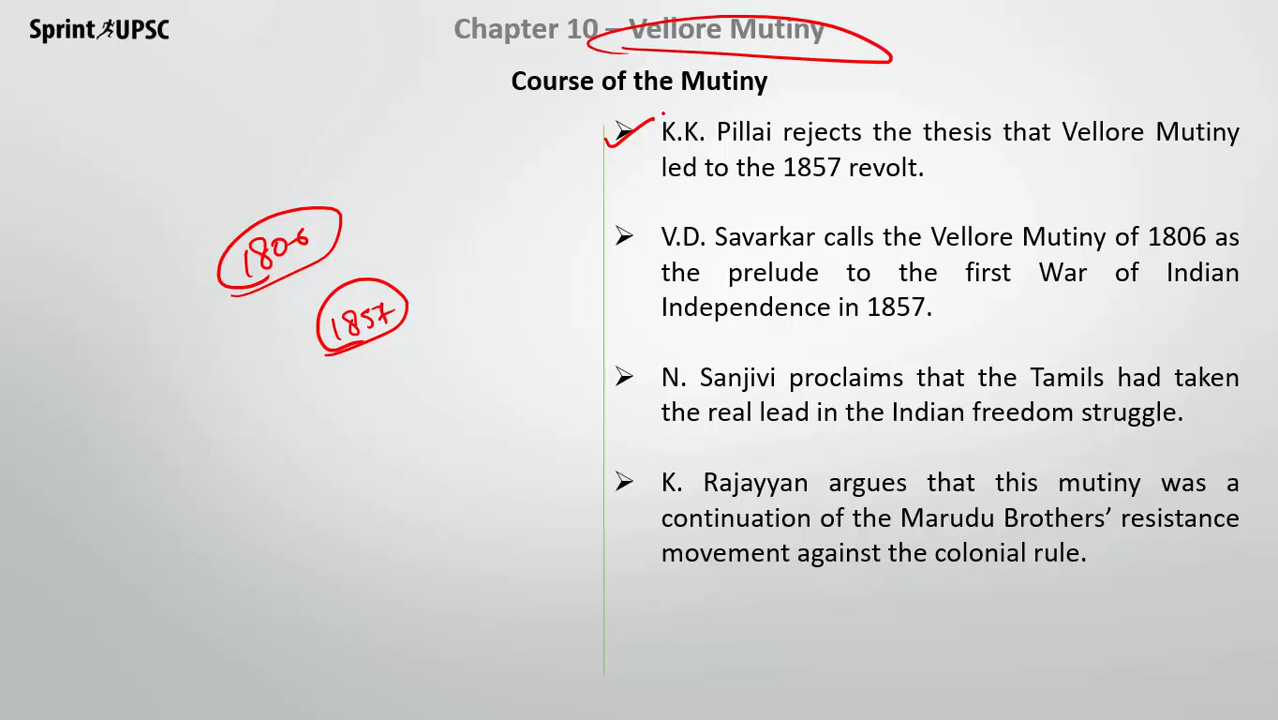 Sprint UPSC
Chapter 10 – Vellore Mutiny
Course of the Mutiny
➢ K.K. Pillai rejects the thesis that Vellore Mutiny
led to the 1857 revolt.
➢ V.D. Savarkar calls the Vellore Mutiny of 1806 as
the prelude to the first War of Indian
Independence in 1857.
➢ N. Sanjivi proclaims that the Tamils had taken
the real lead in the Indian freedom struggle.
➢ K. Rajayyan argues that this mutiny was a
continuation of the Marudu Brothers’ resistance
movement against the colonial rule.
1806
1857